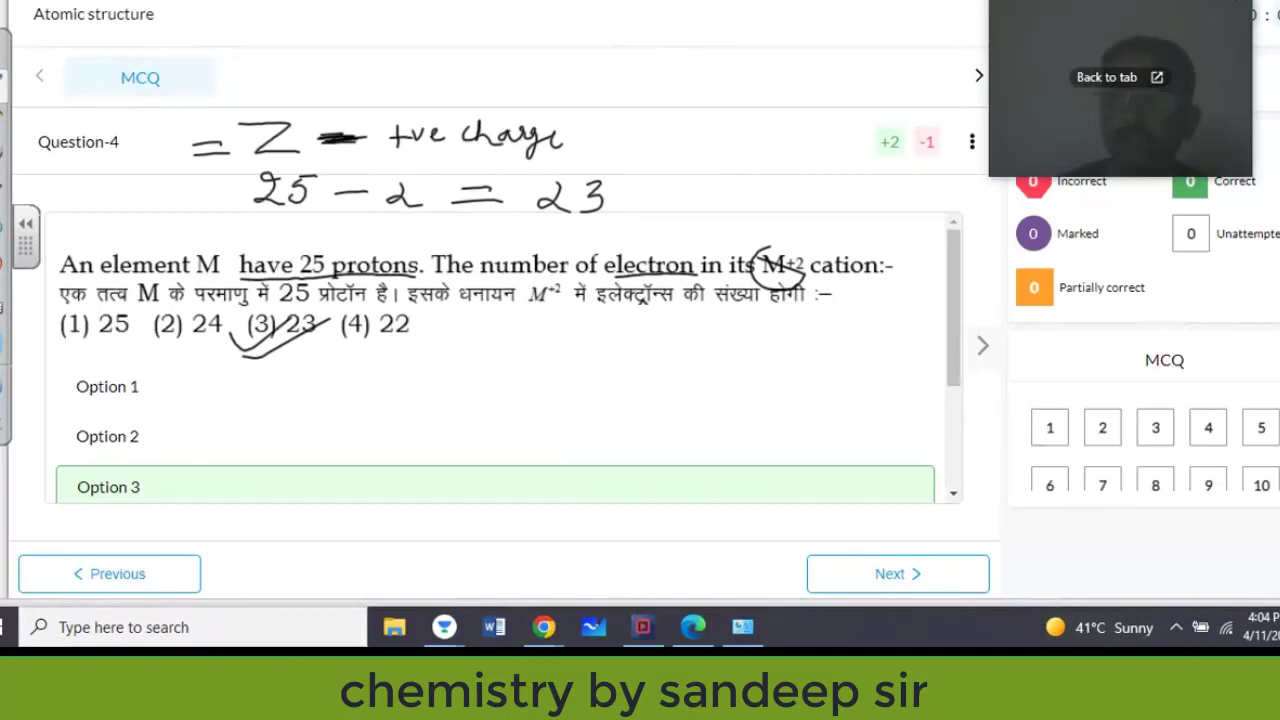 Atomic structure
MCQ
Back to tab
Question-4
= Z - +ve charge
+2 -1
25 - 2 = 23
0 Incorrect 0 Correct
0 Marked 0 Unattempte
0 Partially correct
An element M have 25 protons. The number of electron in its M+2 cation:-
एक तत्व M के परमाणु में 25 प्रोटॉन है। इसके धनायन M+2 में इलेक्ट्रॉन्स की संख्या होगी :–
(1) 25 (2) 24 (3) 23 (4) 22
MCQ
Option 1
Option 2
Option 3
1 2 3 4 5
6 7 8 9 10
< Previous
Next >
Type here to search
41°C Sunny
4:04 P
4/11/20
chemistry by sandeep sir